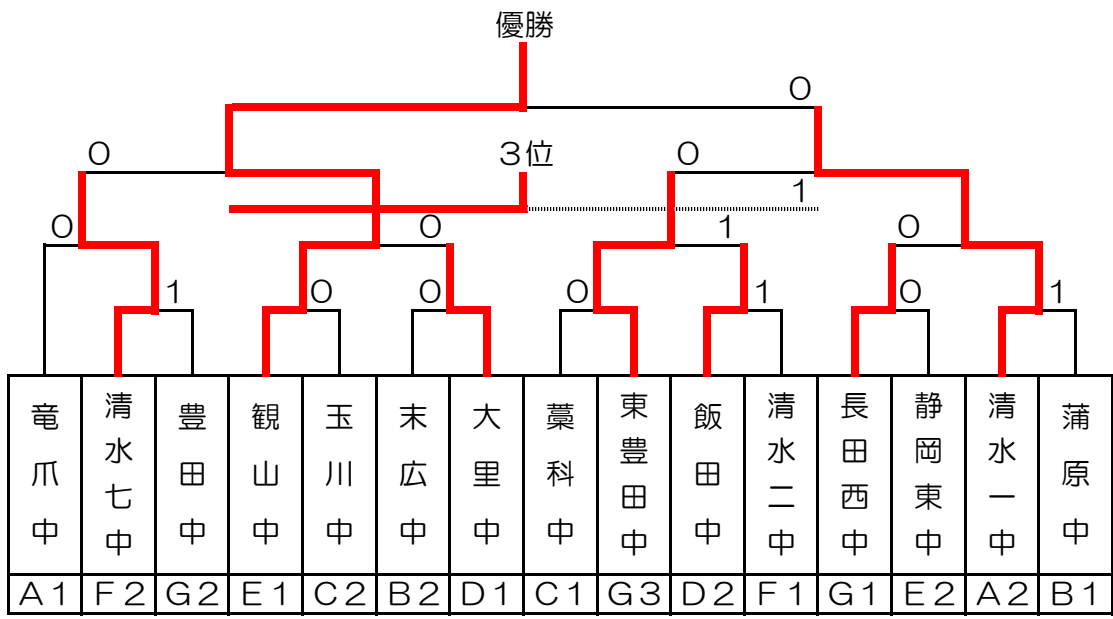 優勝
０
０
３位
０
１
０
０
１
０
１
０
０
０
１
０
１
竜爪中
清水七中
豊田中
観山中
玉川中
末広中
大里中
藁科中
東豊田中
飯田中
清水二中
長田西中
静岡東中
清水一中
蒲原中
Ａ１ Ｆ２ Ｇ２ Ｅ１ Ｃ２ Ｂ２ Ｄ１ Ｃ１ Ｇ３ Ｄ２ Ｆ１ Ｇ１ Ｅ２ Ａ２ Ｂ１